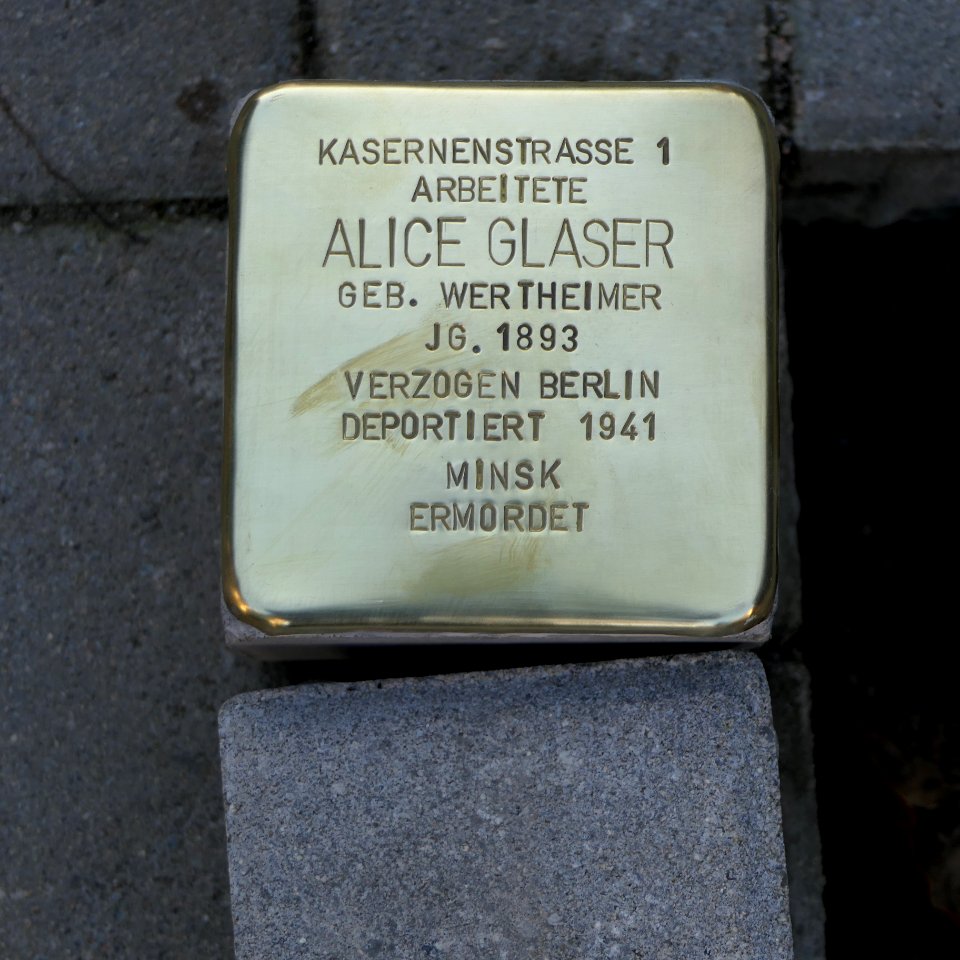 KASERNENSTRASSE 1
ARBEITETE
ALICE GLASER
GEB. WERTHEIMER
JG. 1893
VERZOGEN BERLIN
DEPORTIERT 1941
MINSK
ERMORDET